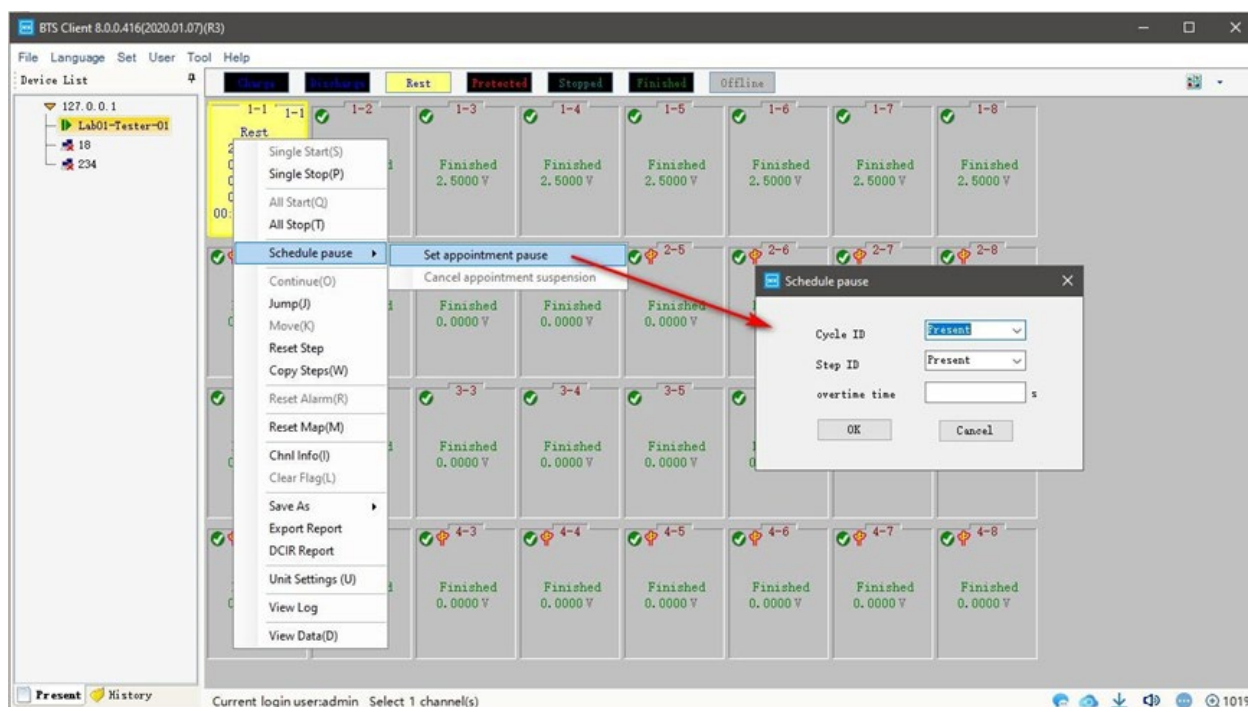 BTS Client 8.0.0.416(2020.01.07)(R3)
File Language Set User Tool Help
Device List
Charge Discharge Rest Protected Stopped Finished Offline
127.0.0.1
Lab01-Tester-01
18
234
1-1 1-1 1-2 1-3 1-4 1-5 1-6 1-7 1-8
Rest
Finished Finished Finished Finished Finished Finished
2.5000 V 2.5000 V 2.5000 V 2.5000 V 2.5000 V 2.5000 V
00:
Single Start(S)
Single Stop(P)
All Start(Q)
All Stop(T)
Schedule pause
Continue(O)
Jump(J)
Move(K)
Reset Step
Copy Steps(W)
Reset Alarm(R)
Reset Map(M)
Chnl Info(I)
Clear Flag(L)
Save As
Export Report
DCIR Report
Unit Settings (U)
View Log
View Data(D)
Set appointment pause
Cancel appointment suspension
2-5 2-6 2-7 2-8
Finished Finished Finished
0.0000 V 0.0000 V 0.0000 V
Schedule pause
Cycle ID Present
Step ID Present
overtime time s
OK Cancel
3-3 3-4 3-5
Finished Finished Finished
0.0000 V 0.0000 V 0.0000 V
4-3 4-4 4-5 4-6 4-7 4-8
Finished Finished Finished Finished Finished Finished
0.0000 V 0.0000 V 0.0000 V 0.0000 V 0.0000 V 0.0000 V
Present History
Current login user:admin Select 1 channel(s)